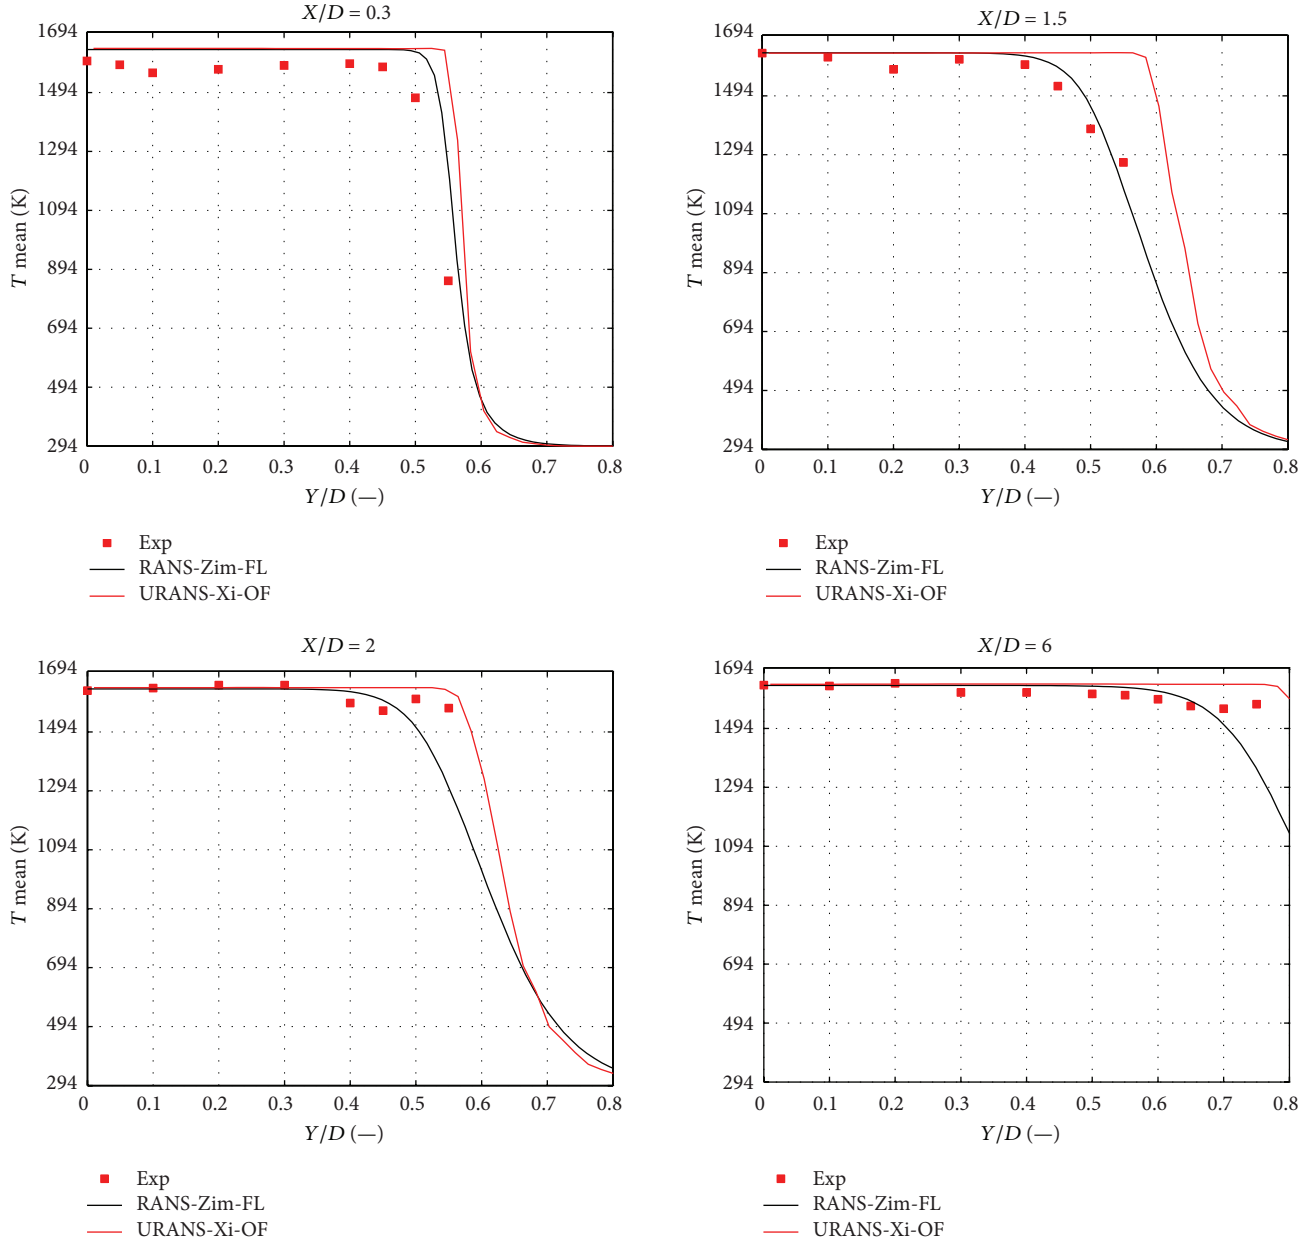 X/D = 0.3
1694
1494
1294
1094
894
694
494
294
T mean (K)
0 0.1 0.2 0.3 0.4 0.5 0.6 0.7 0.8
Y/D (—)
Exp
RANS-Zim-FL
URANS-Xi-OF
X/D = 1.5
1694
1494
1294
1094
894
694
494
294
T mean (K)
0 0.1 0.2 0.3 0.4 0.5 0.6 0.7 0.8
Y/D (—)
Exp
RANS-Zim-FL
URANS-Xi-OF
X/D = 2
1694
1494
1294
1094
894
694
494
294
T mean (K)
0 0.1 0.2 0.3 0.4 0.5 0.6 0.7 0.8
Y/D (—)
Exp
RANS-Zim-FL
URANS-Xi-OF
X/D = 6
1694
1494
1294
1094
894
694
494
294
T mean (K)
0 0.1 0.2 0.3 0.4 0.5 0.6 0.7 0.8
Y/D (—)
Exp
RANS-Zim-FL
URANS-Xi-OF